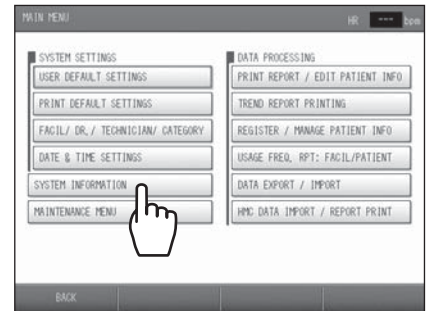 MAIN MENU
HR --- bpm
SYSTEM SETTINGS
USER DEFAULT SETTINGS
PRINT DEFAULT SETTINGS
FACIL/ DR./ TECHNICIAN/ CATEGORY
DATE & TIME SETTINGS
SYSTEM INFORMATION
MAINTENANCE MENU
DATA PROCESSING
PRINT REPORT / EDIT PATIENT INFO
TREND REPORT PRINTING
REGISTER / MANAGE PATIENT INFO
USAGE FREQ. RPT: FACIL/PATIENT
DATA EXPORT / IMPORT
HMC DATA IMPORT / REPORT PRINT
BACK